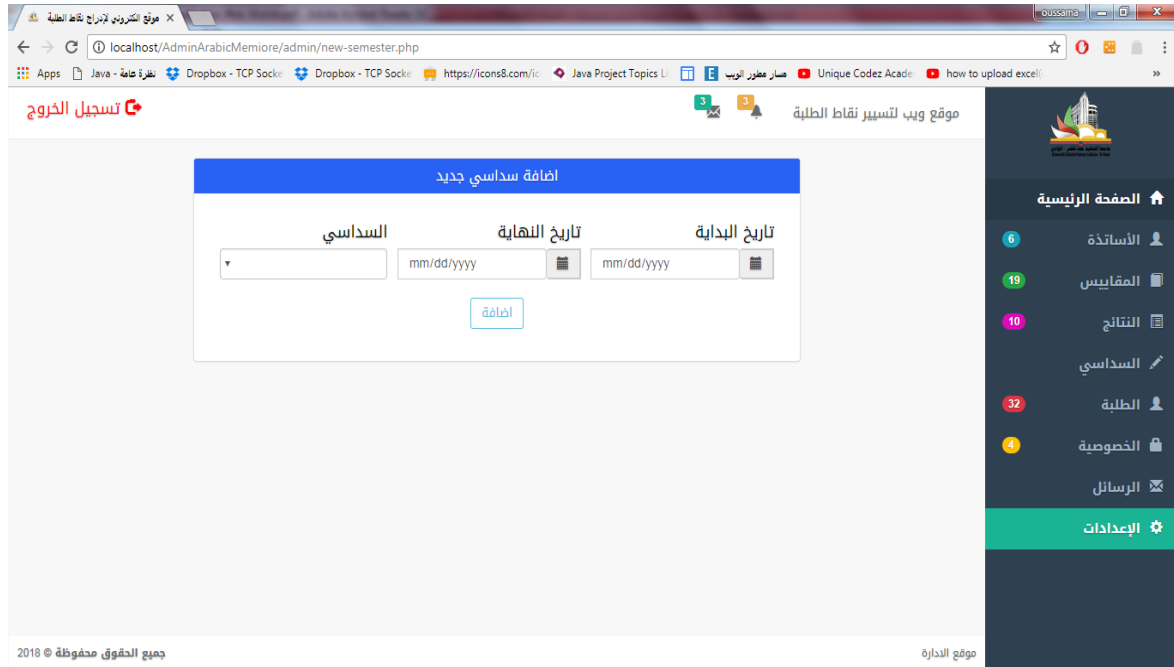 موقع الكتروني لإدراج نقاط الطلبة
oussama
localhost/AdminArabicMemiore/admin/new-semester.php
Apps
Java - نظرة عامة
Dropbox - TCP Socke
Dropbox - TCP Socke
https://icons8.com/ic
Java Project Topics Li
مسار مطور الويب
Unique Codez Acade
how to upload excel(
موقع ويب لتسيير نقاط الطلبة
3
3
تسجيل الخروج
اضافة سداسي جديد
تاريخ البداية
تاريخ النهاية
السداسي
mm/dd/yyyy
mm/dd/yyyy
اضافة
الصفحة الرئيسية
الأساتذة 6
المقاييس 19
النتائج 10
السداسي
الطلبة 32
الخصوصية 4
الرسائل
الإعدادات
موقع الادارة
جميع الحقوق محفوظة © 2018